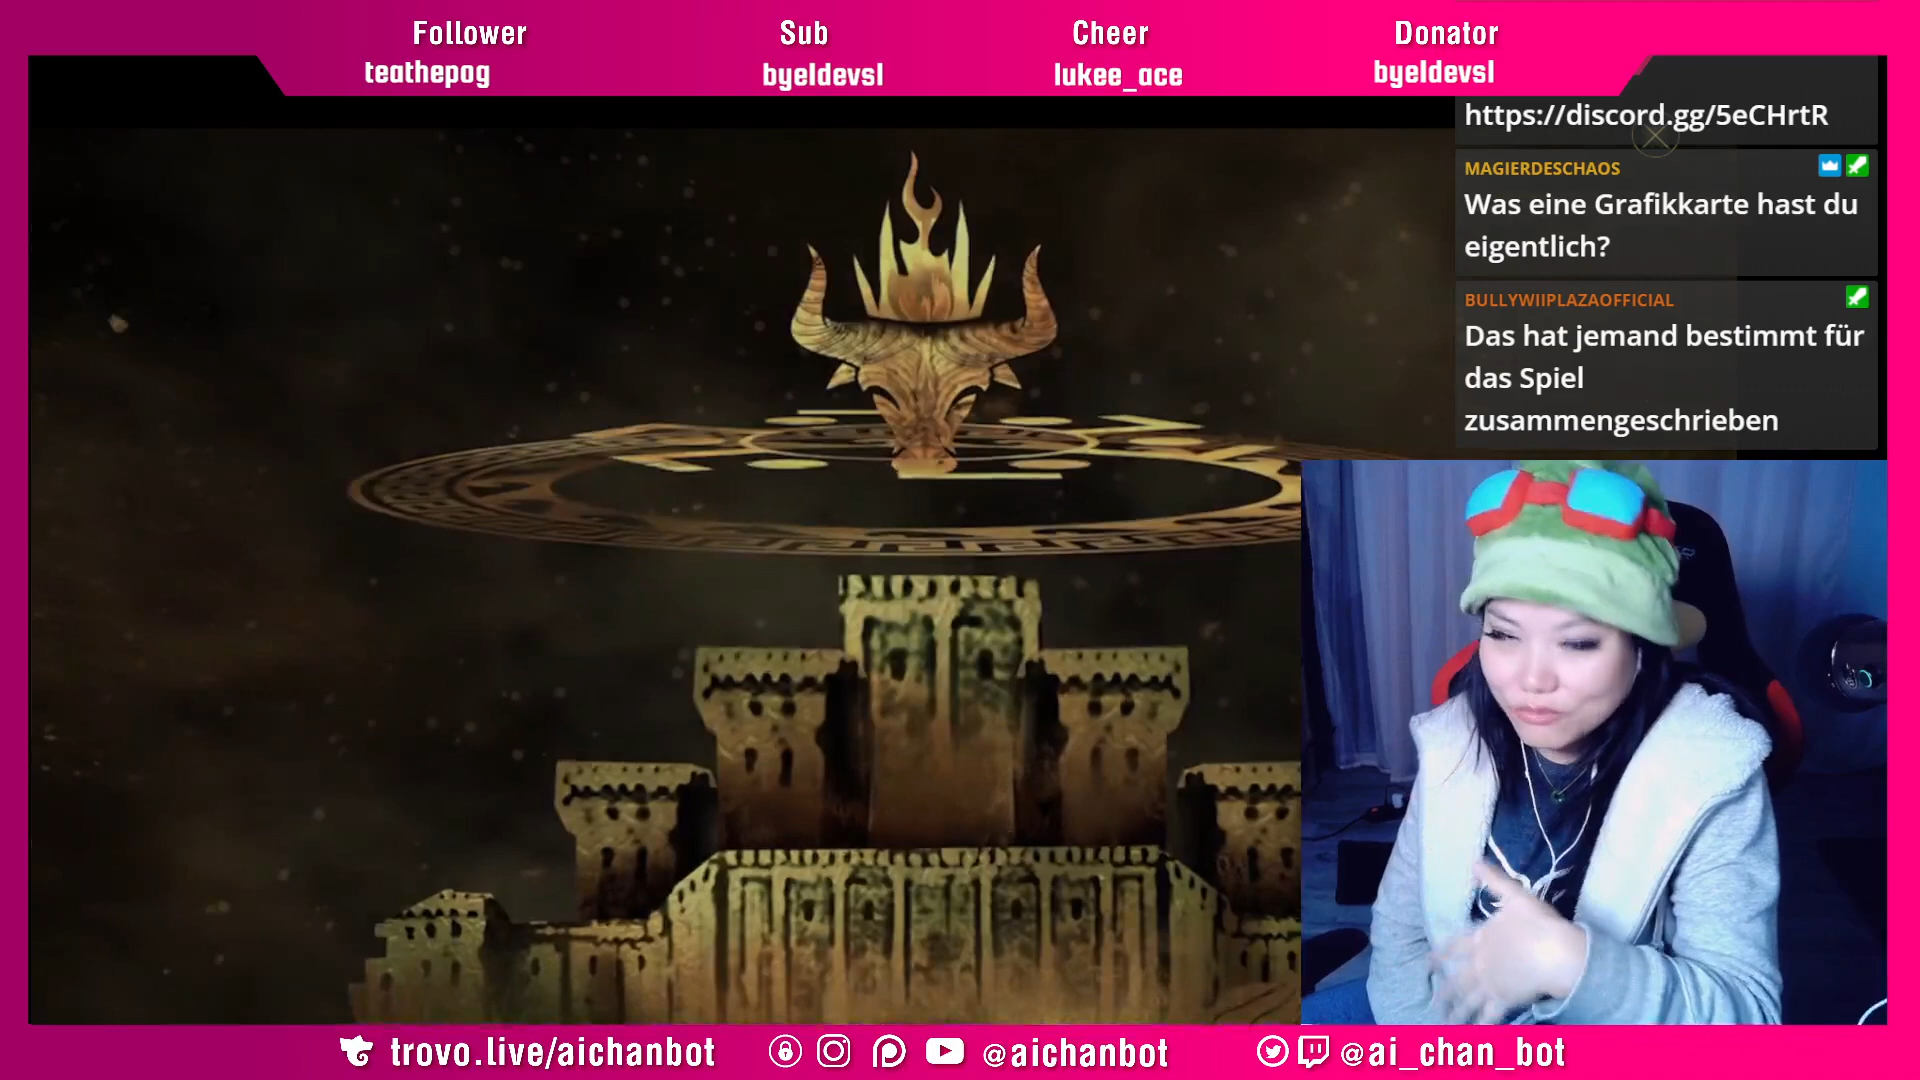 Follower
teathepog
Sub
byeldevsl
Cheer
lukee_ace
Donator
byeldevsl
https://discord.gg/5eCHrtR
MAGIERDESCHAOS
Was eine Grafikkarte hast du
eigentlich?
BULLYWIIPLAZAOFFICIAL
Das hat jemand bestimmt für
das Spiel
zusammengeschrieben
trovo.live/aichanbot
@aichanbot
@ai_chan_bot